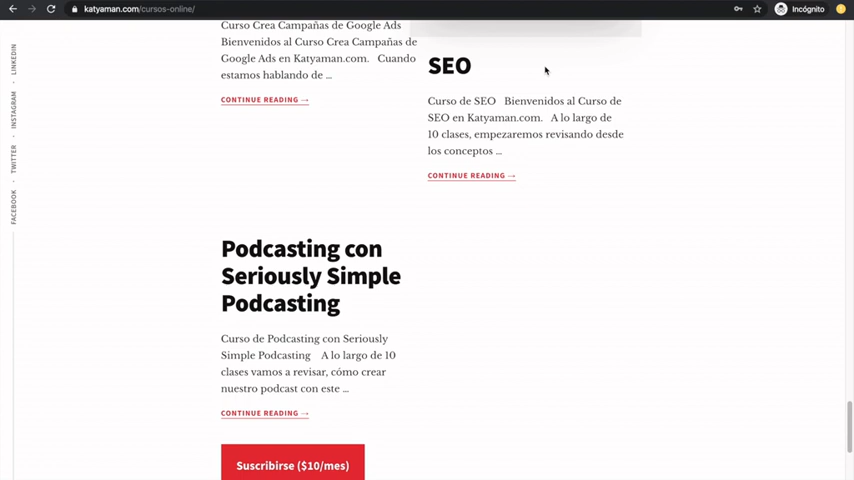 katyaman.com/cursos-online/
Incógnito
LINKEDIN
INSTAGRAM
TWITTER
FACEBOOK
Curso Crea Campañas de Google Ads
Bienvenidos al Curso Crea Campañas de
Google Ads en Katyaman.com. Cuando
estamos hablando de ...
CONTINUE READING →
SEO
Curso de SEO Bienvenidos al Curso de
SEO en Katyaman.com. A lo largo de
10 clases, empezaremos revisando desde
los conceptos ...
CONTINUE READING →
Podcasting con
Seriously Simple
Podcasting
Curso de Podcasting con Seriously
Simple Podcasting A lo largo de 10
clases vamos a revisar, cómo crear
nuestro podcast con este ...
CONTINUE READING →
Suscribirse ($10/mes)